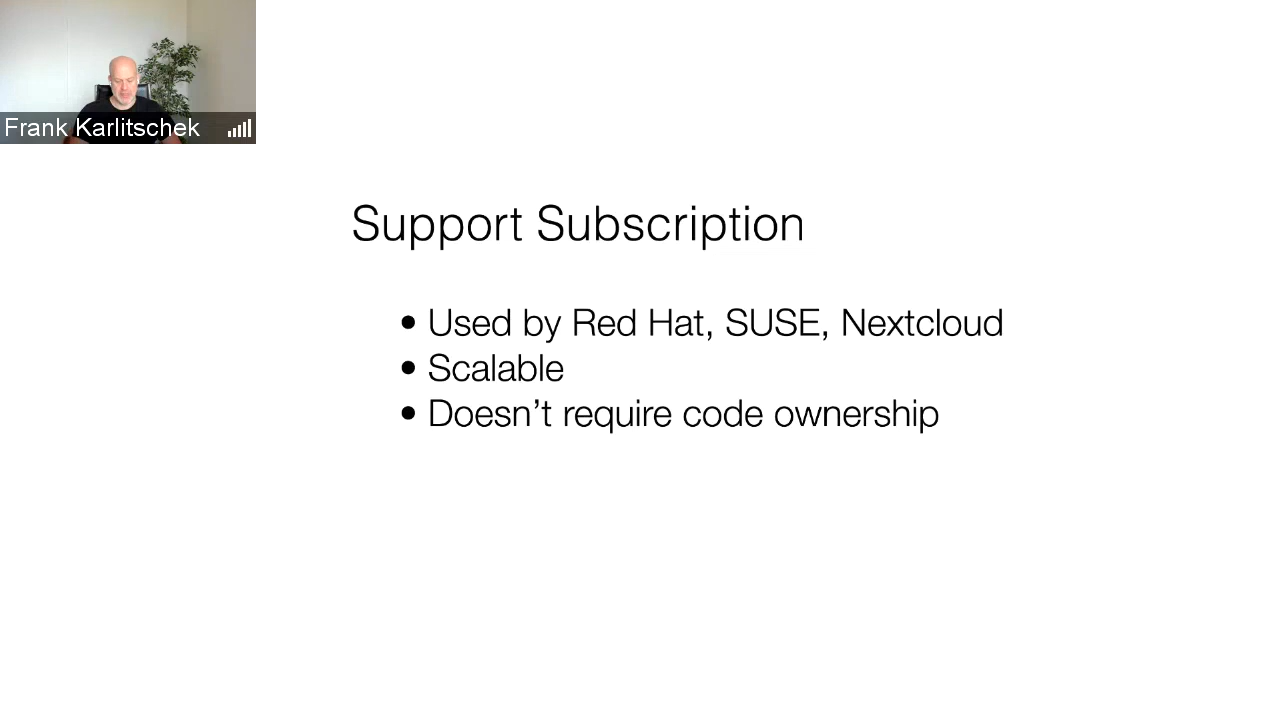 Frank Karlitschek
Support Subscription
• Used by Red Hat, SUSE, Nextcloud
• Scalable
• Doesn’t require code ownership